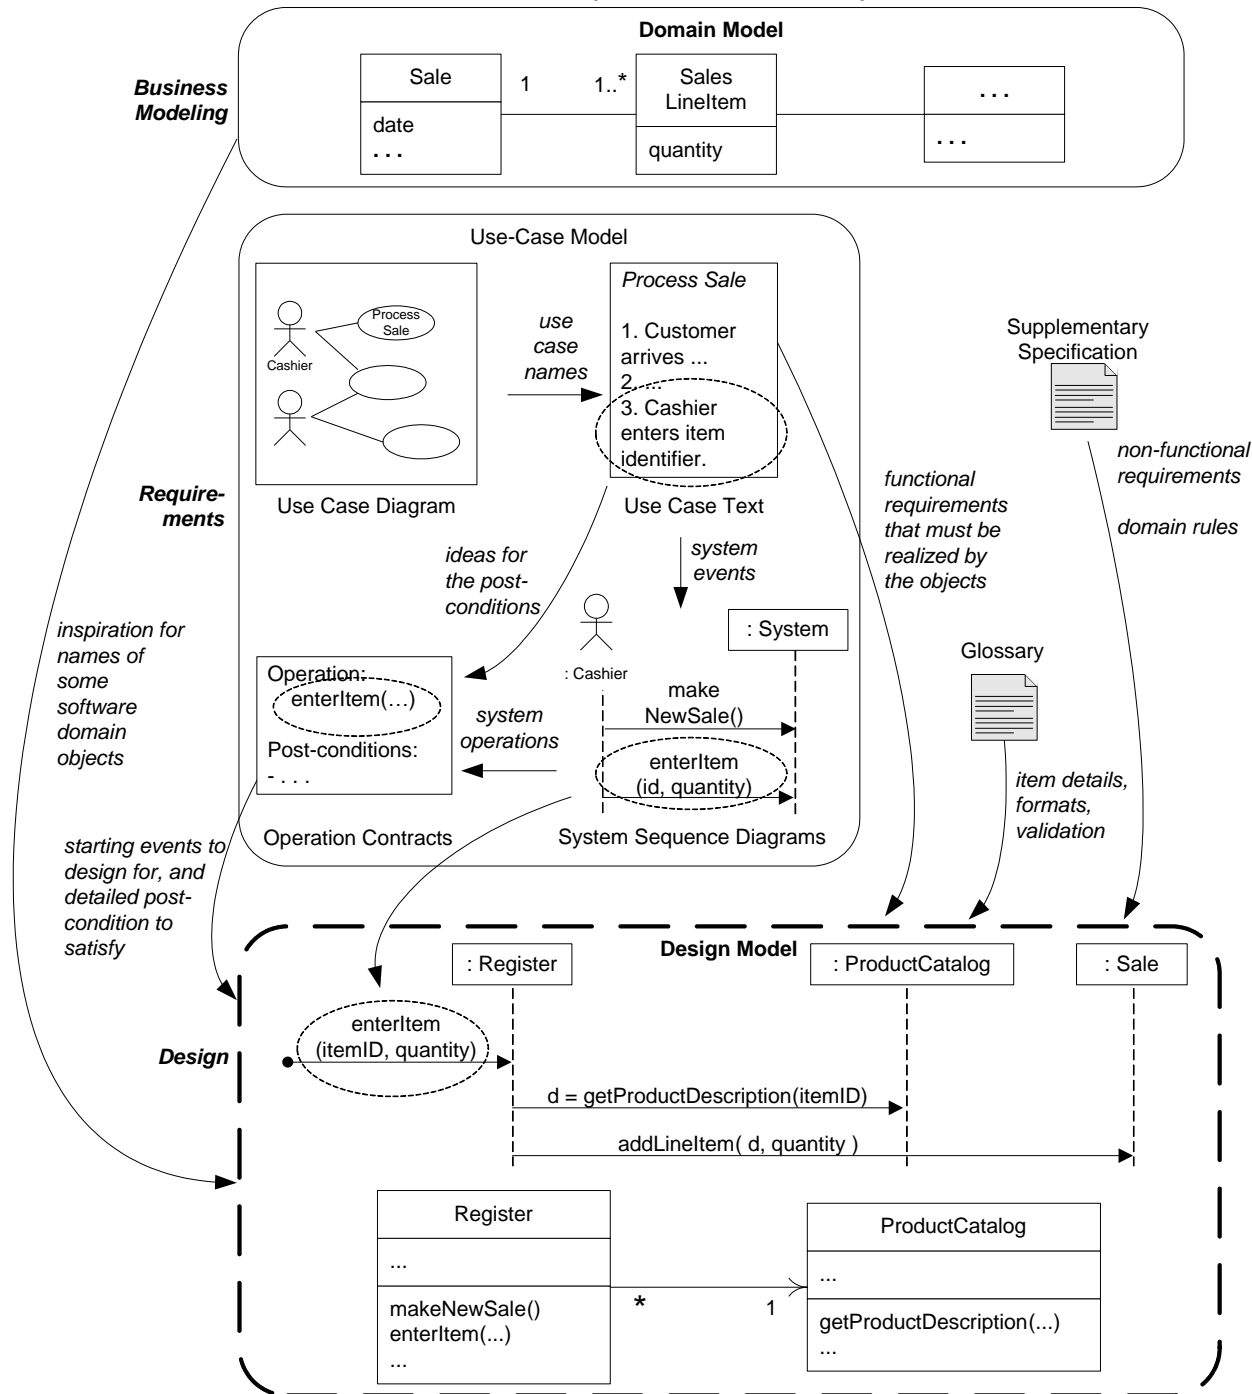 Domain Model
Business
Modeling
Sale
date
. . .
1
1..*
Sales
LineItem
quantity
. . .
. . .
Use-Case Model
Require-
ments
Process
Sale
Cashier
Use Case Diagram
use
case
names
Process Sale
1. Customer
arrives ...
2. ...
3. Cashier
enters item
identifier.
Use Case Text
Supplementary
Specification
non-functional
requirements
domain rules
functional
requirements
that must be
realized by
the objects
ideas for
the post-
conditions
system
events
inspiration for
names of
some
software
domain
objects
Operation:
enterItem(…)
Post-conditions:
- . . .
Operation Contracts
system
operations
: Cashier
: System
make
NewSale()
enterItem
(id, quantity)
System Sequence Diagrams
Glossary
item details,
formats,
validation
starting events to
design for, and
detailed post-
condition to
satisfy
Design Model
Design
: Register
: ProductCatalog
: Sale
enterItem
(itemID, quantity)
d = getProductDescription(itemID)
addLineItem( d, quantity )
Register
...
makeNewSale()
enterItem(...)
...
*
1
ProductCatalog
...
getProductDescription(...)
...